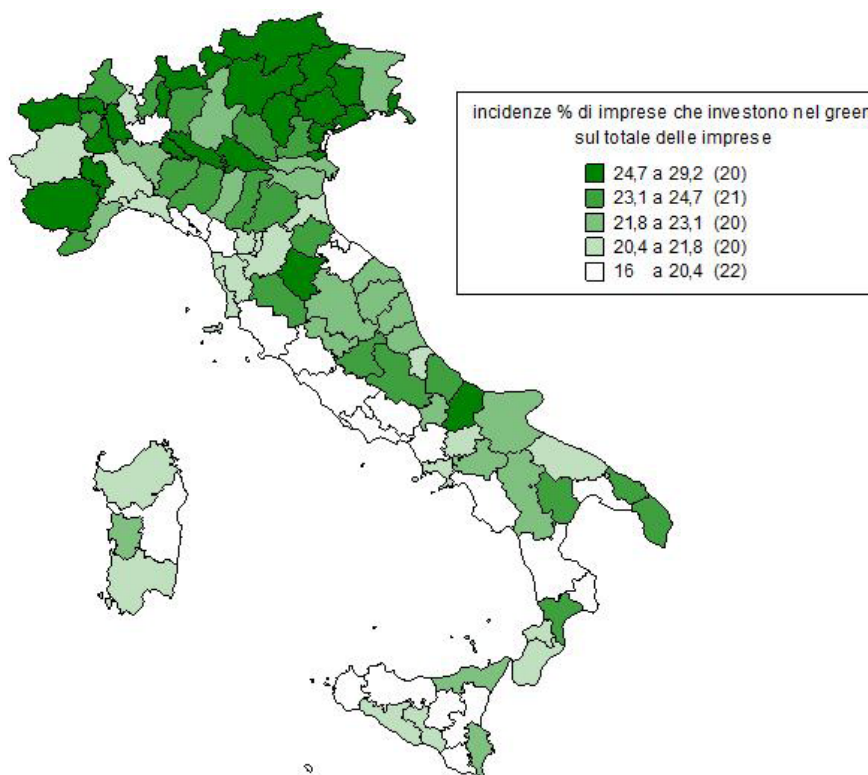 incidenze % di imprese che investono nel green
sul totale delle imprese
24,7 a 29,2 (20)
23,1 a 24,7 (21)
21,8 a 23,1 (20)
20,4 a 21,8 (20)
16 a 20,4 (22)